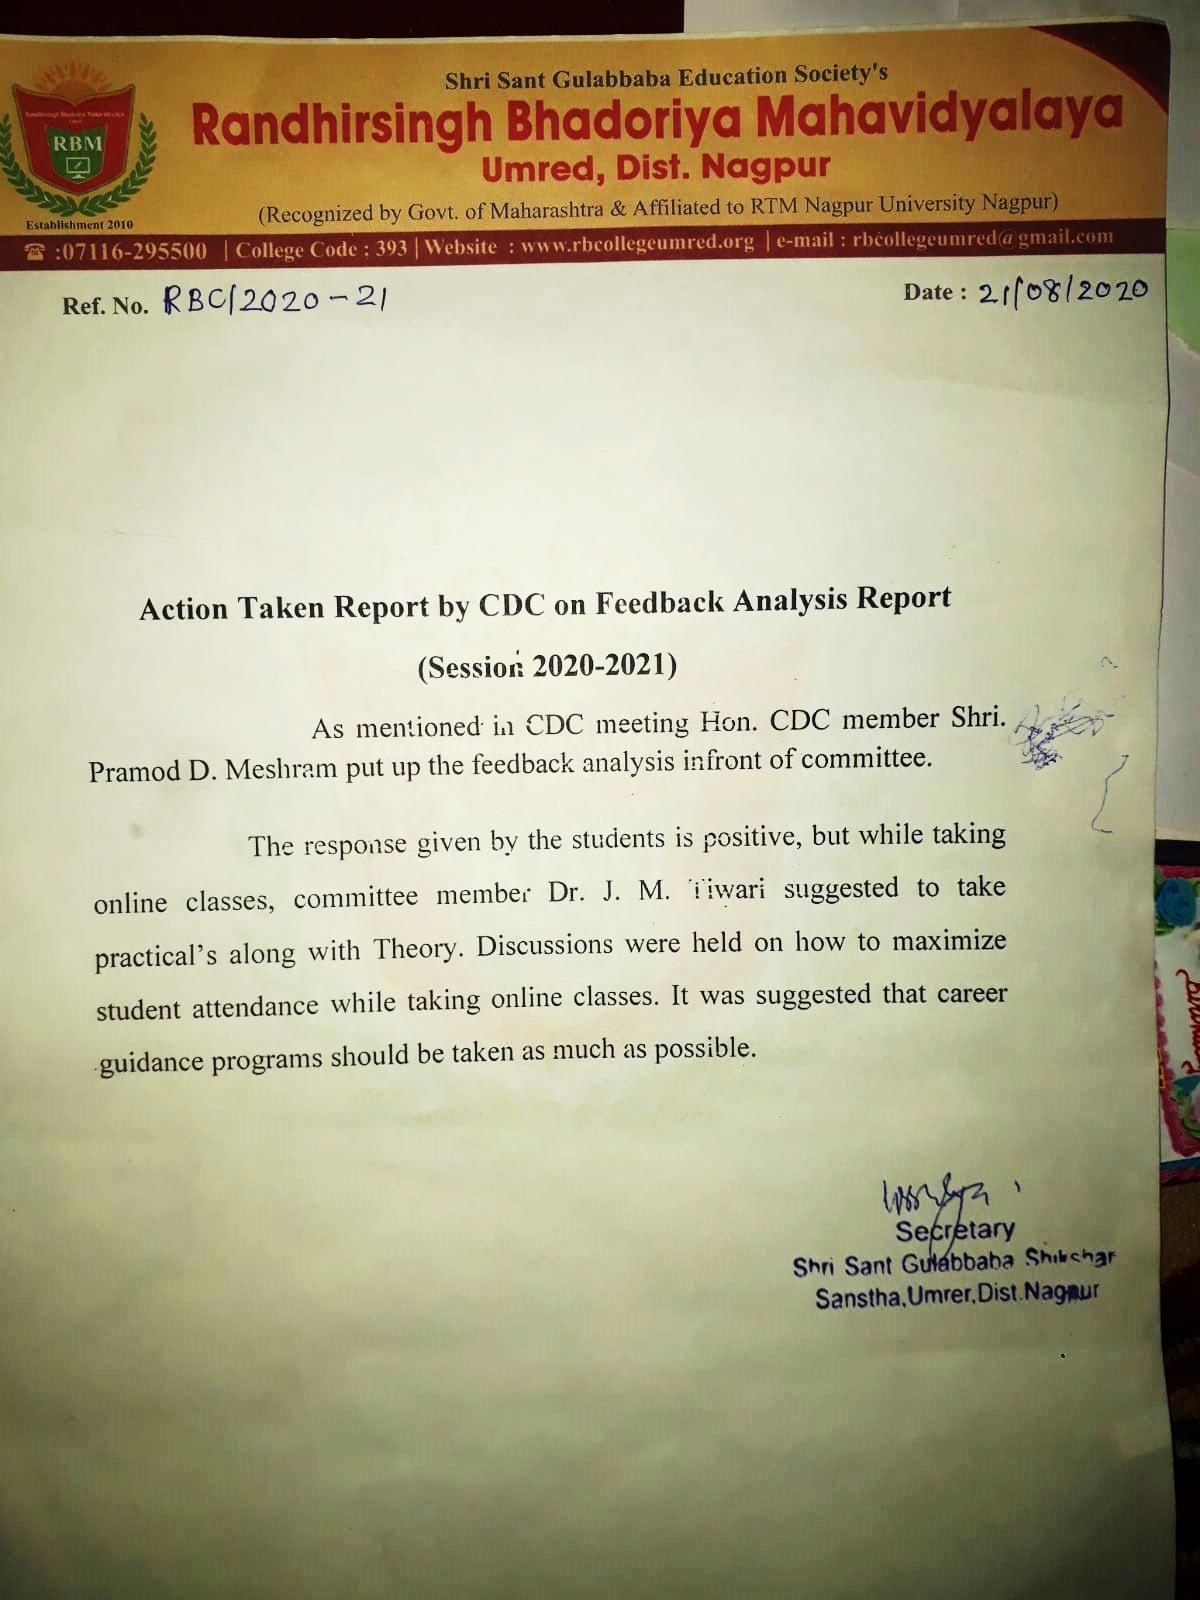 Shri Sant Gulabbaba Education Society's
Randhirsingh Bhadoriya Mahavidyalaya
Umred, Dist. Nagpur
(Recognized by Govt. of Maharashtra & Affiliated to RTM Nagpur University Nagpur)
Randhirsingh Bhadoriya Mahavidyalaya
RBM
Establishment 2010
☎ :07116-295500 | College Code : 393 | Website : www.rbcollegeumred.org | e-mail : rbcollegeumred@gmail.com
Ref. No. RBC/2020-21
Date : 21/08/2020
Action Taken Report by CDC on Feedback Analysis Report
(Session 2020-2021)
As mentioned in CDC meeting Hon. CDC member Shri.
Pramod D. Meshram put up the feedback analysis infront of committee.
The response given by the students is positive, but while taking
online classes, committee member Dr. J. M. Tiwari suggested to take
practical's along with Theory. Discussions were held on how to maximize
student attendance while taking online classes. It was suggested that career
guidance programs should be taken as much as possible.
Secretary
Shri Sant Gulabbaba Shikchar
Sanstha,Umrer,Dist.Nagpur